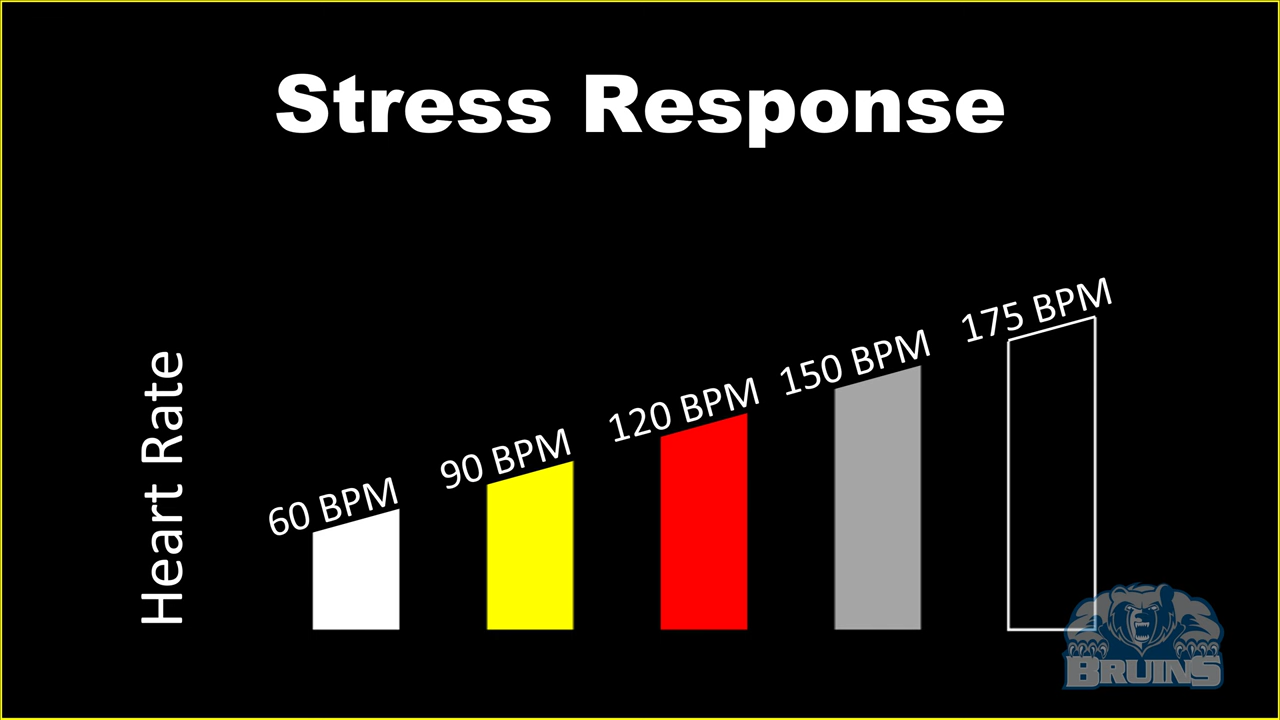 Stress Response
Heart Rate
60 BPM
90 BPM
120 BPM
150 BPM
175 BPM
BRUINS